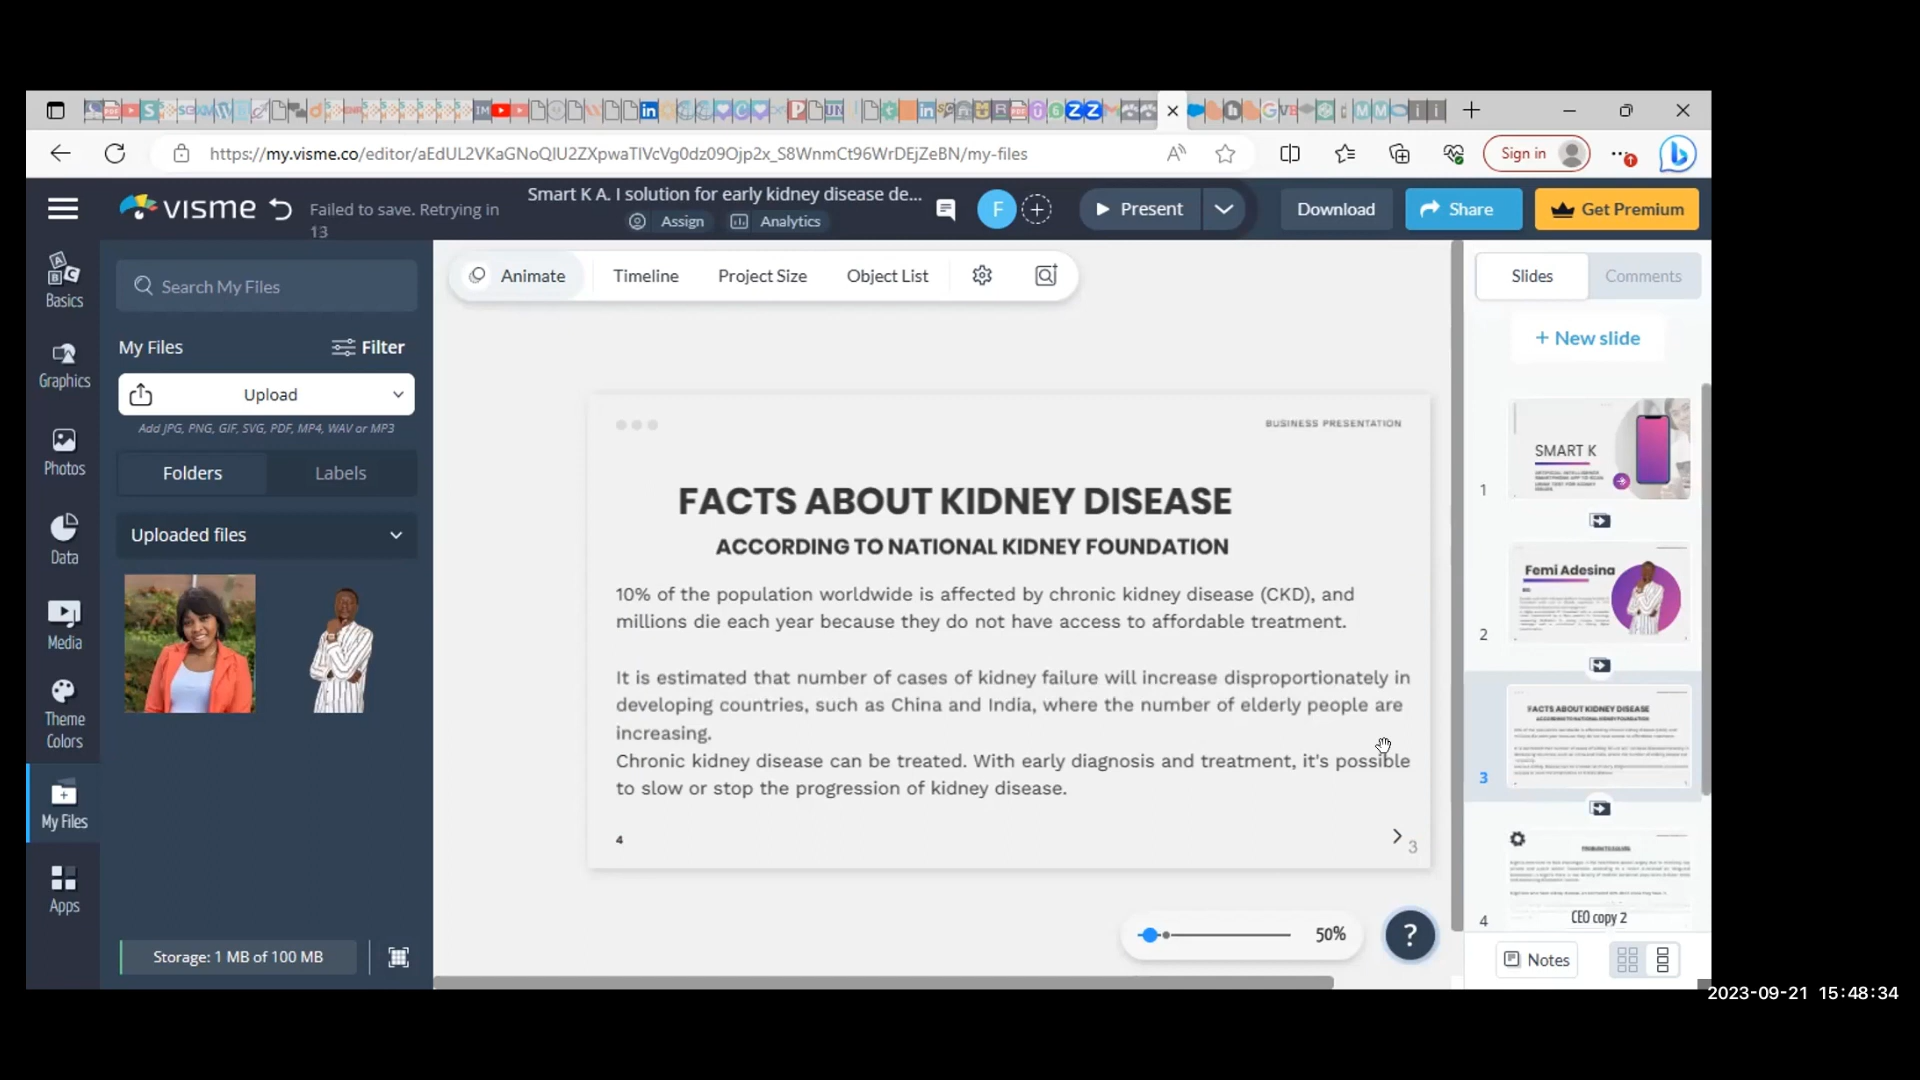 https://my.visme.co/editor/aEdUL2VKaGNoQlU2ZXpwaTlVcVg0dz09Ojp2x_S8WnmCt96WrDEjZeBN/my-files
Sign in
visme
Failed to save. Retrying in
13
Smart K A. I solution for early kidney disease de...
Assign
Analytics
F
Present
Download
Share
Get Premium
Basics
Graphics
Photos
Data
Media
Theme
Colors
My Files
Apps
Search My Files
My Files
Filter
Upload
Add JPG, PNG, GIF, SVG, PDF, MP4, WAV or MP3
Folders
Labels
Uploaded files
Storage: 1 MB of 100 MB
Animate
Timeline
Project Size
Object List
BUSINESS PRESENTATION
FACTS ABOUT KIDNEY DISEASE
ACCORDING TO NATIONAL KIDNEY FOUNDATION
10% of the population worldwide is affected by chronic kidney disease (CKD), and
millions die each year because they do not have access to affordable treatment.
It is estimated that number of cases of kidney failure will increase disproportionately in
developing countries, such as China and India, where the number of elderly people are
increasing.
Chronic kidney disease can be treated. With early diagnosis and treatment, it's possible
to slow or stop the progression of kidney disease.
4
3
50%
?
Slides
Comments
+ New slide
SMART K
1
Femi Adesina
2
FACTS ABOUT KIDNEY DISEASE
ACCORDING TO NATIONAL KIDNEY FOUNDATION
3
CEO copy 2
4
Notes
2023-09-21 15:48:34